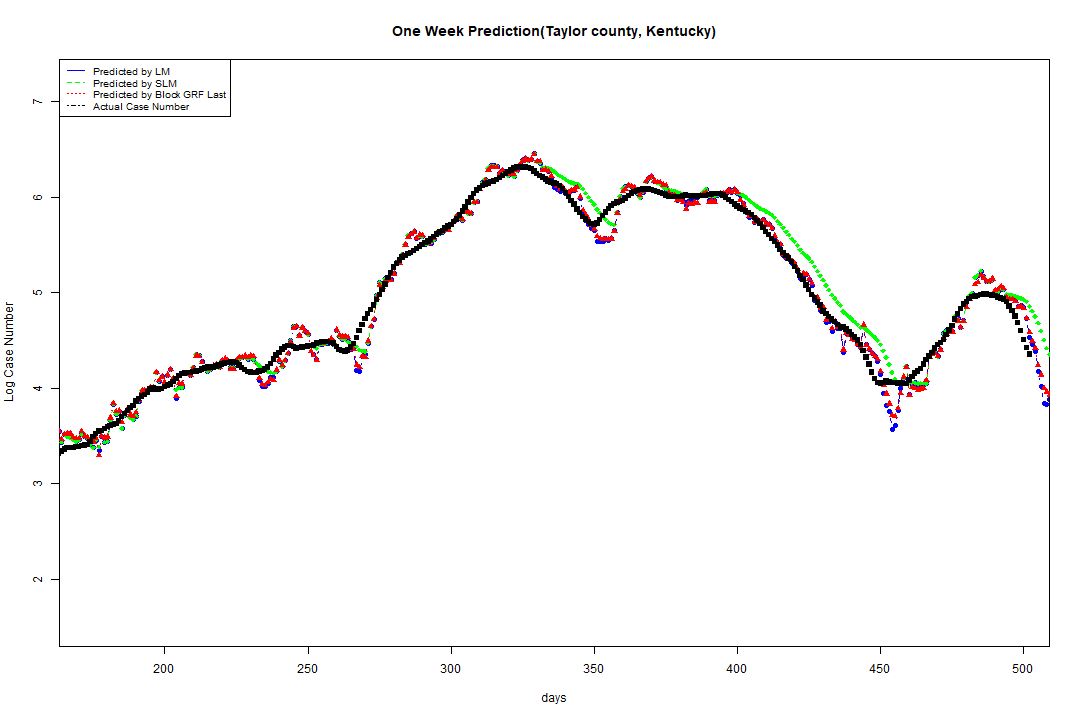 One Week Prediction(Taylor county, Kentucky)
Predicted by LM
Predicted by SLM
Predicted by Block GRF Last
Actual Case Number
7
6
5
4
3
2
Log Case Number
200 250 300 350 400 450 500
days